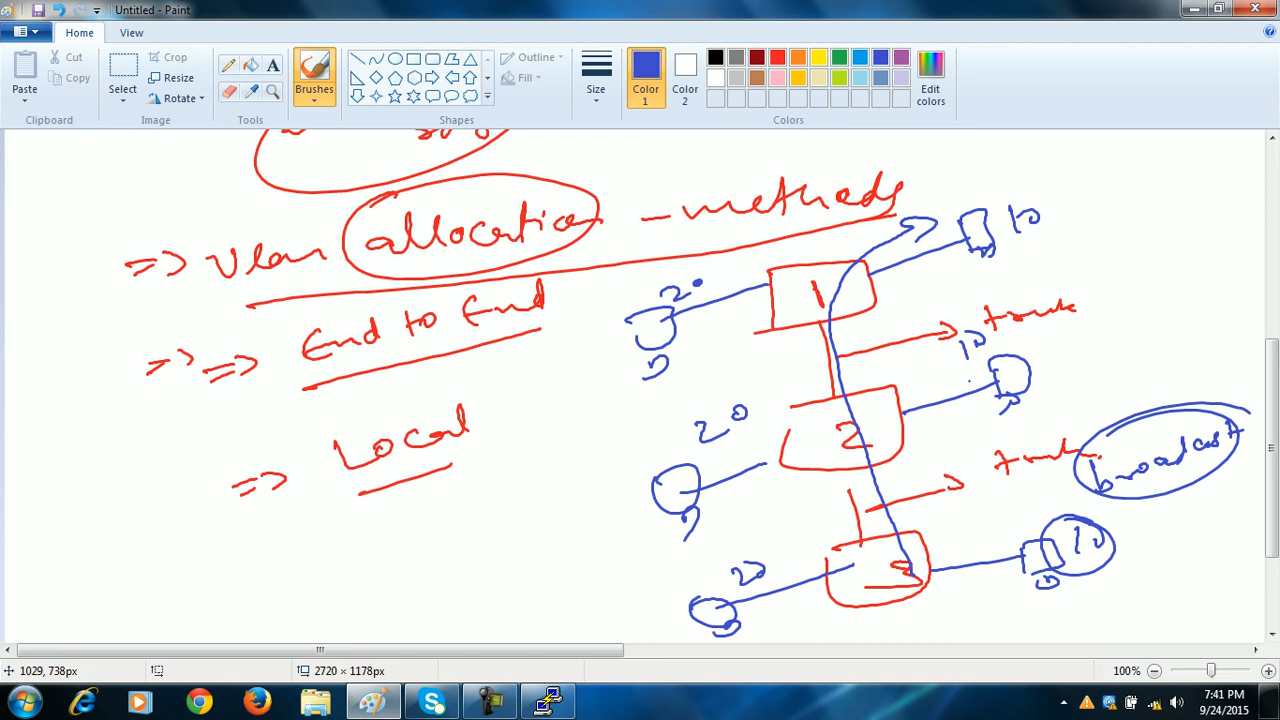 Untitled - Paint
Home
View
Paste
Cut
Copy
Clipboard
Select
Crop
Resize
Rotate
Image
Tools
Brushes
Outline
Fill
Shapes
Size
Color 1
Color 2
Edit colors
Colors
=> Vlan allocation - methods
=> => End to End
=> Local
1
10
20
trunk
10
2
20
trunk
broadcast
3
10
20
1029, 738px
2720 × 1178px
100%
7:41 PM
9/24/2015